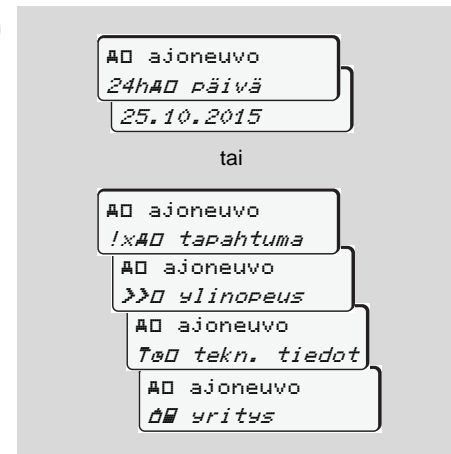 ajoneuvo
24h päivä
25.10.2015
tai
ajoneuvo
!x tapahtuma
ajoneuvo
>> ylinopeus
ajoneuvo
tekn. tiedot
ajoneuvo
yritys